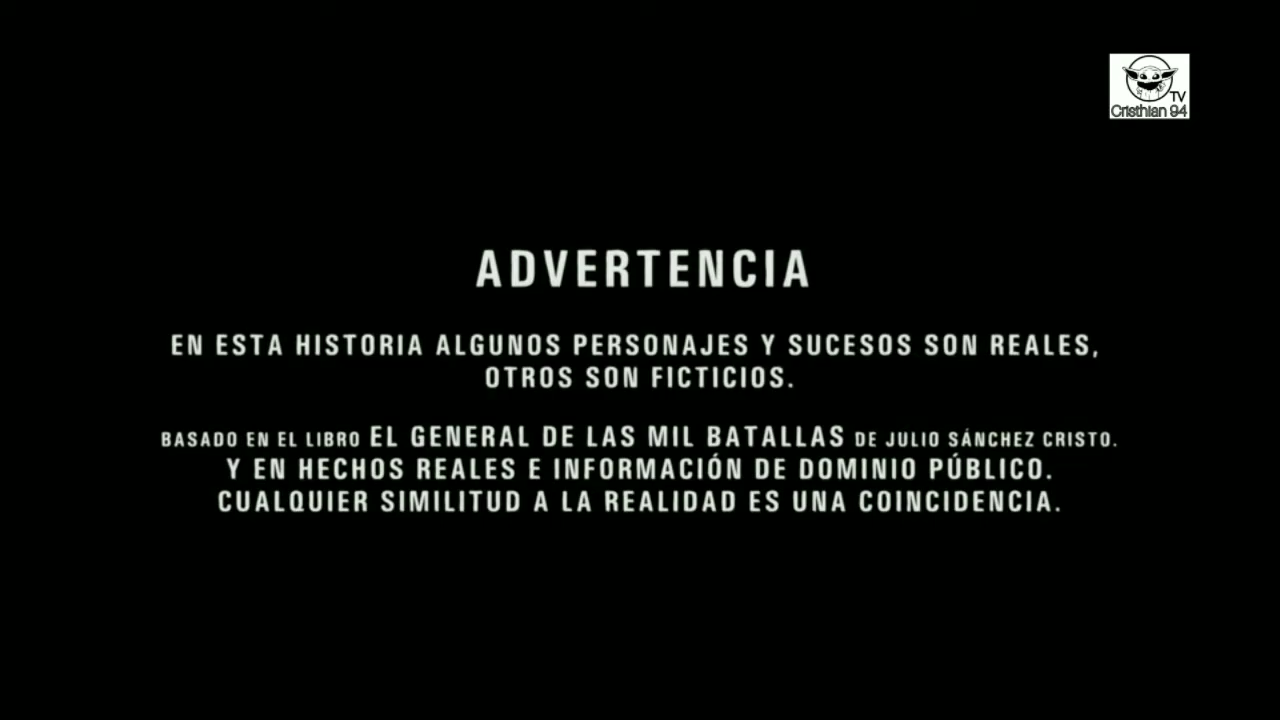 TV
Cristhian 94
ADVERTENCIA
EN ESTA HISTORIA ALGUNOS PERSONAJES Y SUCESOS SON REALES,
OTROS SON FICTICIOS.
BASADO EN EL LIBRO EL GENERAL DE LAS MIL BATALLAS DE JULIO SÁNCHEZ CRISTO.
Y EN HECHOS REALES E INFORMACIÓN DE DOMINIO PÚBLICO.
CUALQUIER SIMILITUD A LA REALIDAD ES UNA COINCIDENCIA.